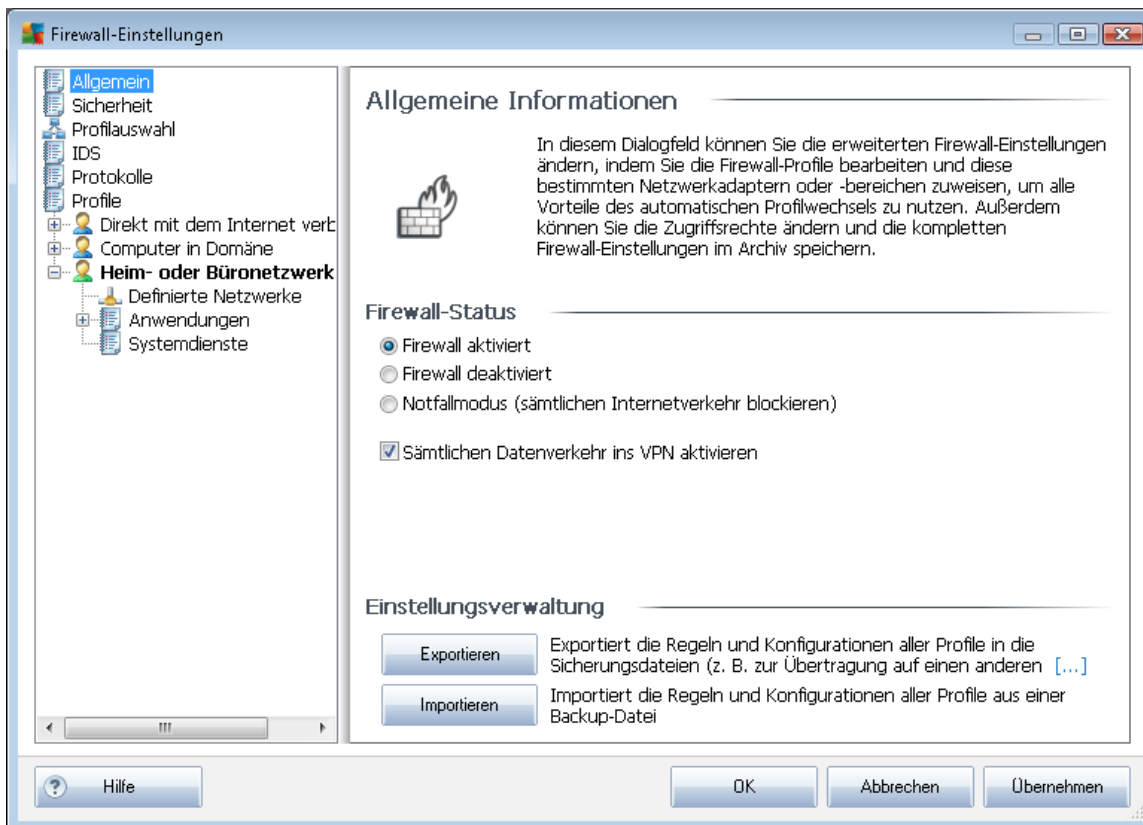 Firewall-Einstellungen
Allgemein
Sicherheit
Profilauswahl
IDS
Protokolle
Profile
Direkt mit dem Internet verb
Computer in Domäne
Heim- oder Büronetzwerk
Definierte Netzwerke
Anwendungen
Systemdienste
Allgemeine Informationen
In diesem Dialogfeld können Sie die erweiterten Firewall-Einstellungen
ändern, indem Sie die Firewall-Profile bearbeiten und diese
bestimmten Netzwerkadaptern oder -bereichen zuweisen, um alle
Vorteile des automatischen Profilwechsels zu nutzen. Außerdem
können Sie die Zugriffsrechte ändern und die kompletten
Firewall-Einstellungen im Archiv speichern.
Firewall-Status
Firewall aktiviert
Firewall deaktiviert
Notfallmodus (sämtlichen Internetverkehr blockieren)
Sämtlichen Datenverkehr ins VPN aktivieren
Einstellungsverwaltung
Exportieren
Exportiert die Regeln und Konfigurationen aller Profile in die
Sicherungsdateien (z. B. zur Übertragung auf einen anderen [...]
Importieren
Importiert die Regeln und Konfigurationen aller Profile aus einer
Backup-Datei
? Hilfe
OK
Abbrechen
Übernehmen